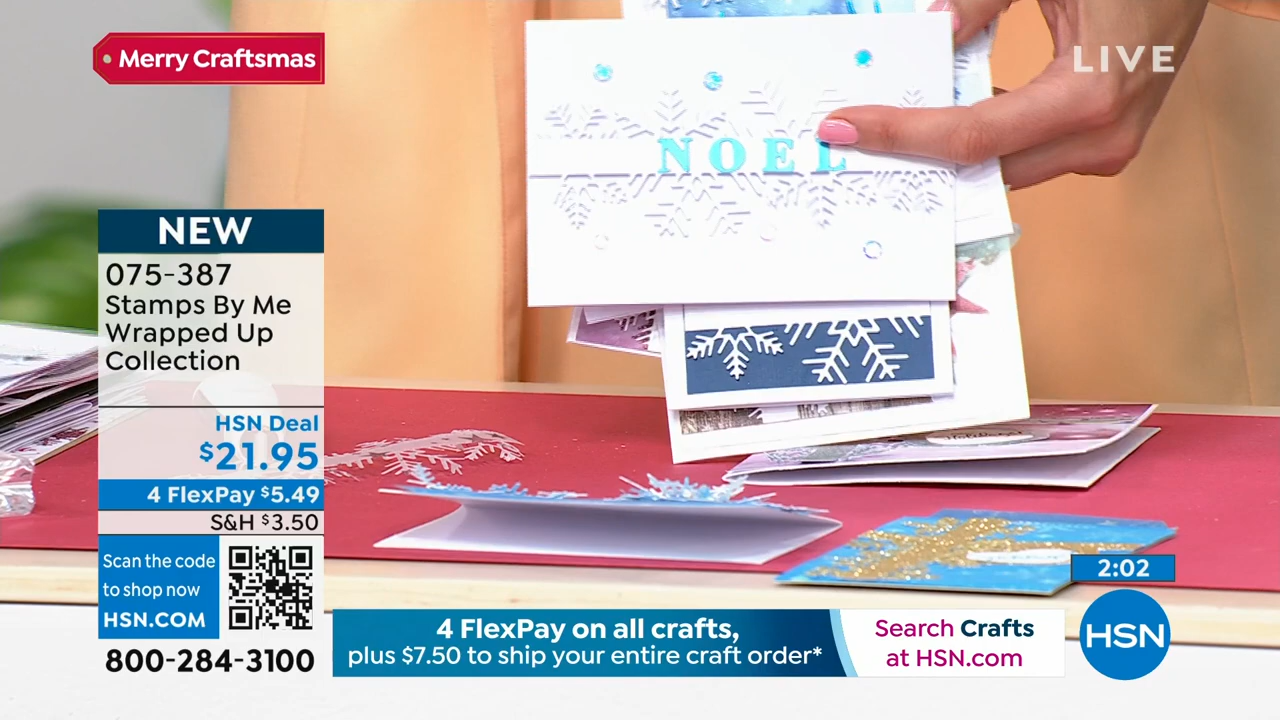 Merry Craftsmas
LIVE
NOEL
NEW
075-387
Stamps By Me
Wrapped Up
Collection
HSN Deal
$21.95
4 FlexPay $5.49
S&H $3.50
Scan the code
to shop now
HSN.COM
800-284-3100
2:02
4 FlexPay on all crafts,
plus $7.50 to ship your entire craft order*
Search Crafts
at HSN.com
HSN